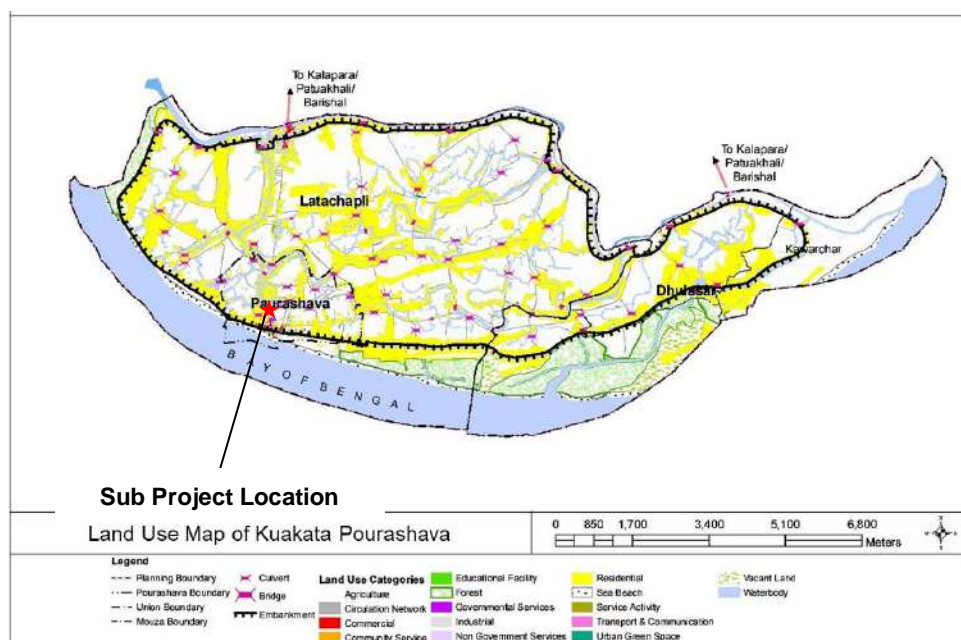 To Kalapara/
Patuakhali/
Barishal
To Kalapara/
Patuakhali/
Barishal
Latachapli
Kawarchar
Dhulasar
Paurashava
BAY OF BENGAL
Sub Project Location
Land Use Map of Kuakata Pourashava
0 850 1,700 3,400 5,100 6,800
Meters
Legend
Planning Boundary
Pourashava Boundary
Union Boundary
Mouza Boundary
Culvert
Bridge
Embankment
Land Use Categories
Agriculture
Circulation Network
Commercial
Community Service
Educational Facility
Forest
Governmental Services
Industrial
Non Government Services
Residential
Sea Beach
Service Activity
Transport & Communication
Urban Green Space
Vacant Land
Waterbody